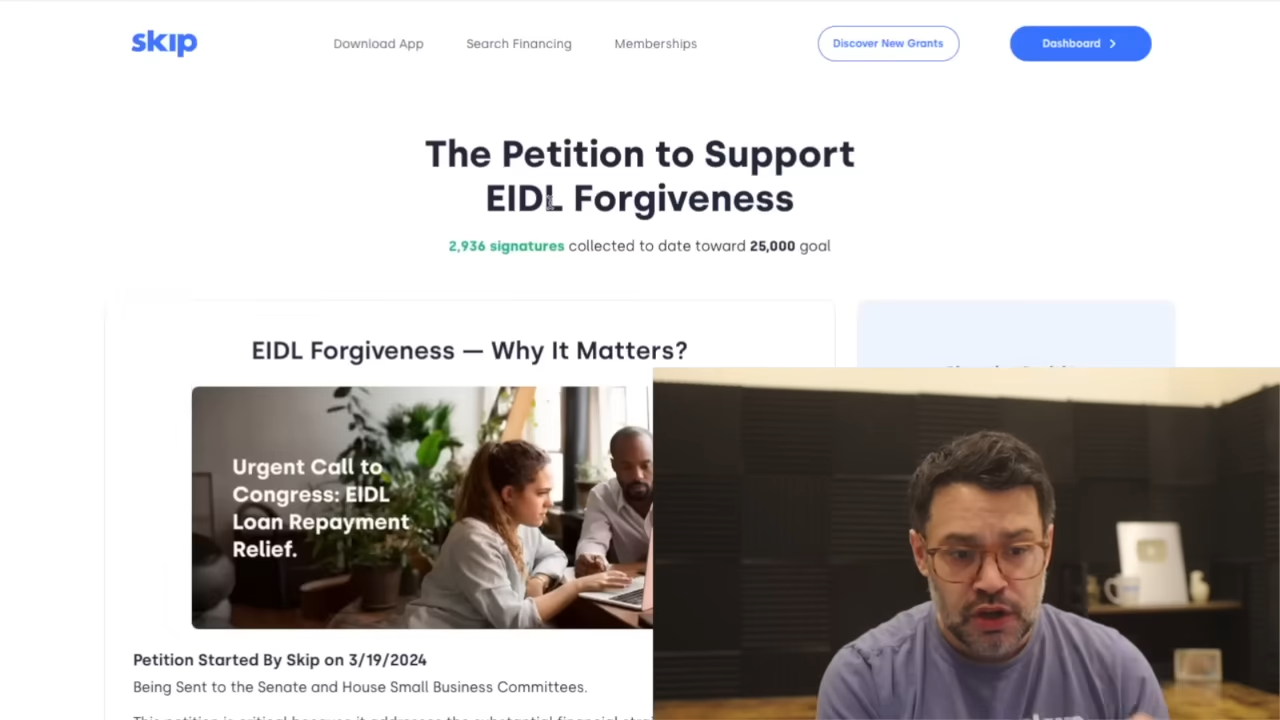 skip
Download App
Search Financing
Memberships
Discover New Grants
Dashboard
The Petition to Support
EIDL Forgiveness
2,936 signatures collected to date toward 25,000 goal
EIDL Forgiveness — Why It Matters?
Urgent Call to
Congress: EIDL
Loan Repayment
Relief.
Petition Started By Skip on 3/19/2024
Being Sent to the Senate and House Small Business Committees.